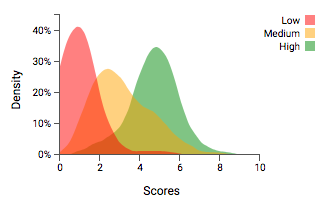 Low
Medium
High
40%
30%
20%
10%
0%
Density
0 2 4 6 8 10
Scores